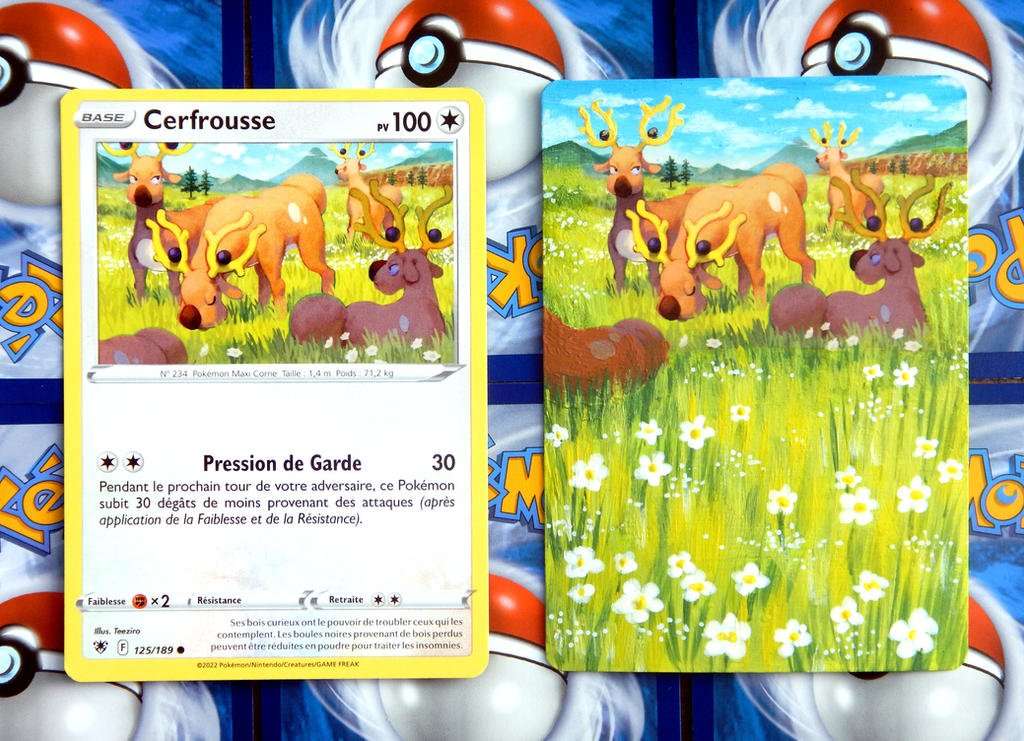 BASE Cerfrousse PV 100
N° 234 Pokémon Maxi Corne Taille : 1,4 m Poids : 71,2 kg
Pression de Garde 30
Pendant le prochain tour de votre adversaire, ce Pokémon
subit 30 dégâts de moins provenant des attaques (après
application de la Faiblesse et de la Résistance).
Faiblesse ×2 Résistance Retraite
Illus. Teeziro
F 125/189
Ses bois curieux ont le pouvoir de troubler ceux qui les
contemplent. Les boules noires provenant de bois perdus
peuvent être réduites en poudre pour traiter les insomnies.
©2022 Pokémon/Nintendo/Creatures/GAME FREAK